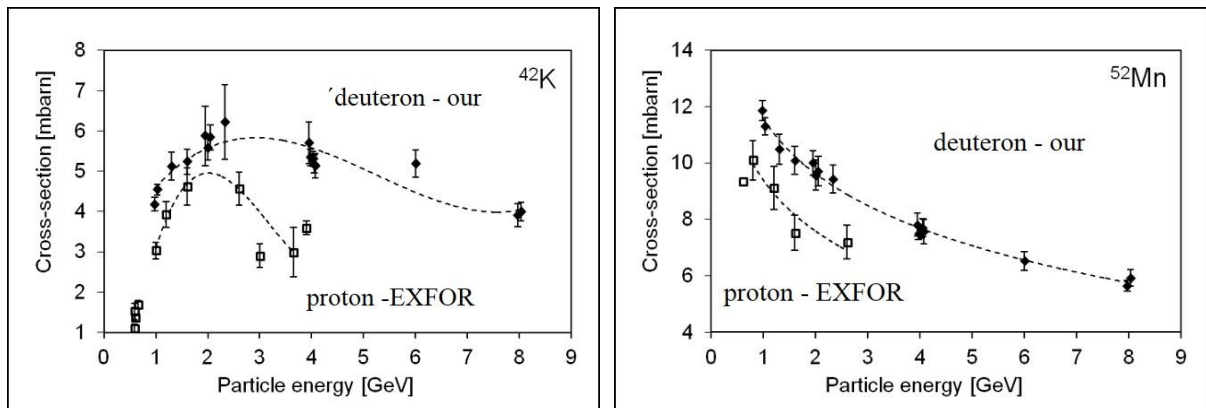 8
7
6
5
4
3
2
1
Cross-section [mbarn]
⁴²K
´deuteron - our
proton -EXFOR
0 1 2 3 4 5 6 7 8 9
Particle energy [GeV]
14
12
10
8
6
4
Cross-section [mbarn]
⁵²Mn
deuteron - our
proton - EXFOR
0 1 2 3 4 5 6 7 8 9
Particle energy [GeV]